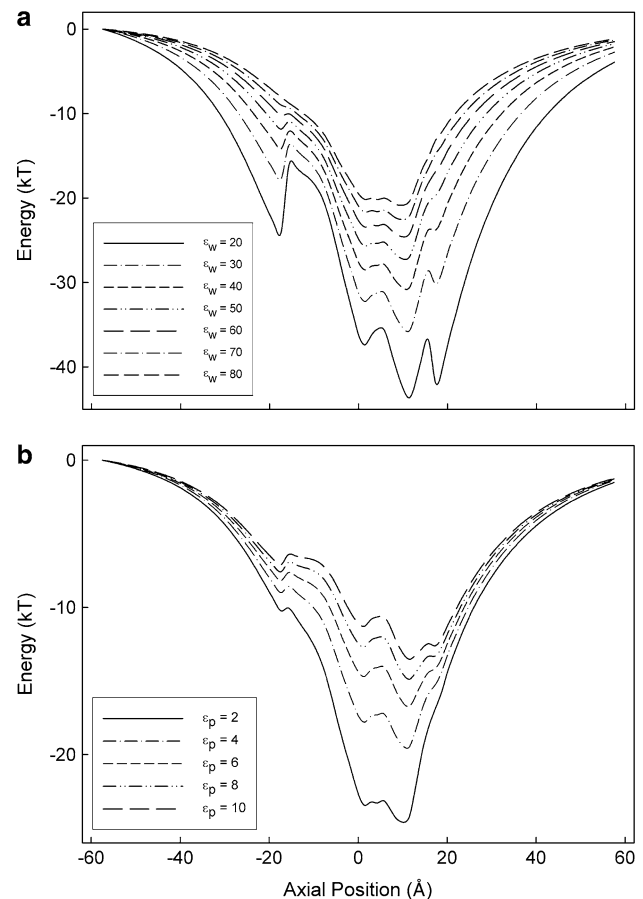 a
0
-10
-20
-30
-40
Energy (kT)
εw = 20
εw = 30
εw = 40
εw = 50
εw = 60
εw = 70
εw = 80
b
0
-10
-20
Energy (kT)
εp = 2
εp = 4
εp = 6
εp = 8
εp = 10
-60 -40 -20 0 20 40 60
Axial Position (Å)